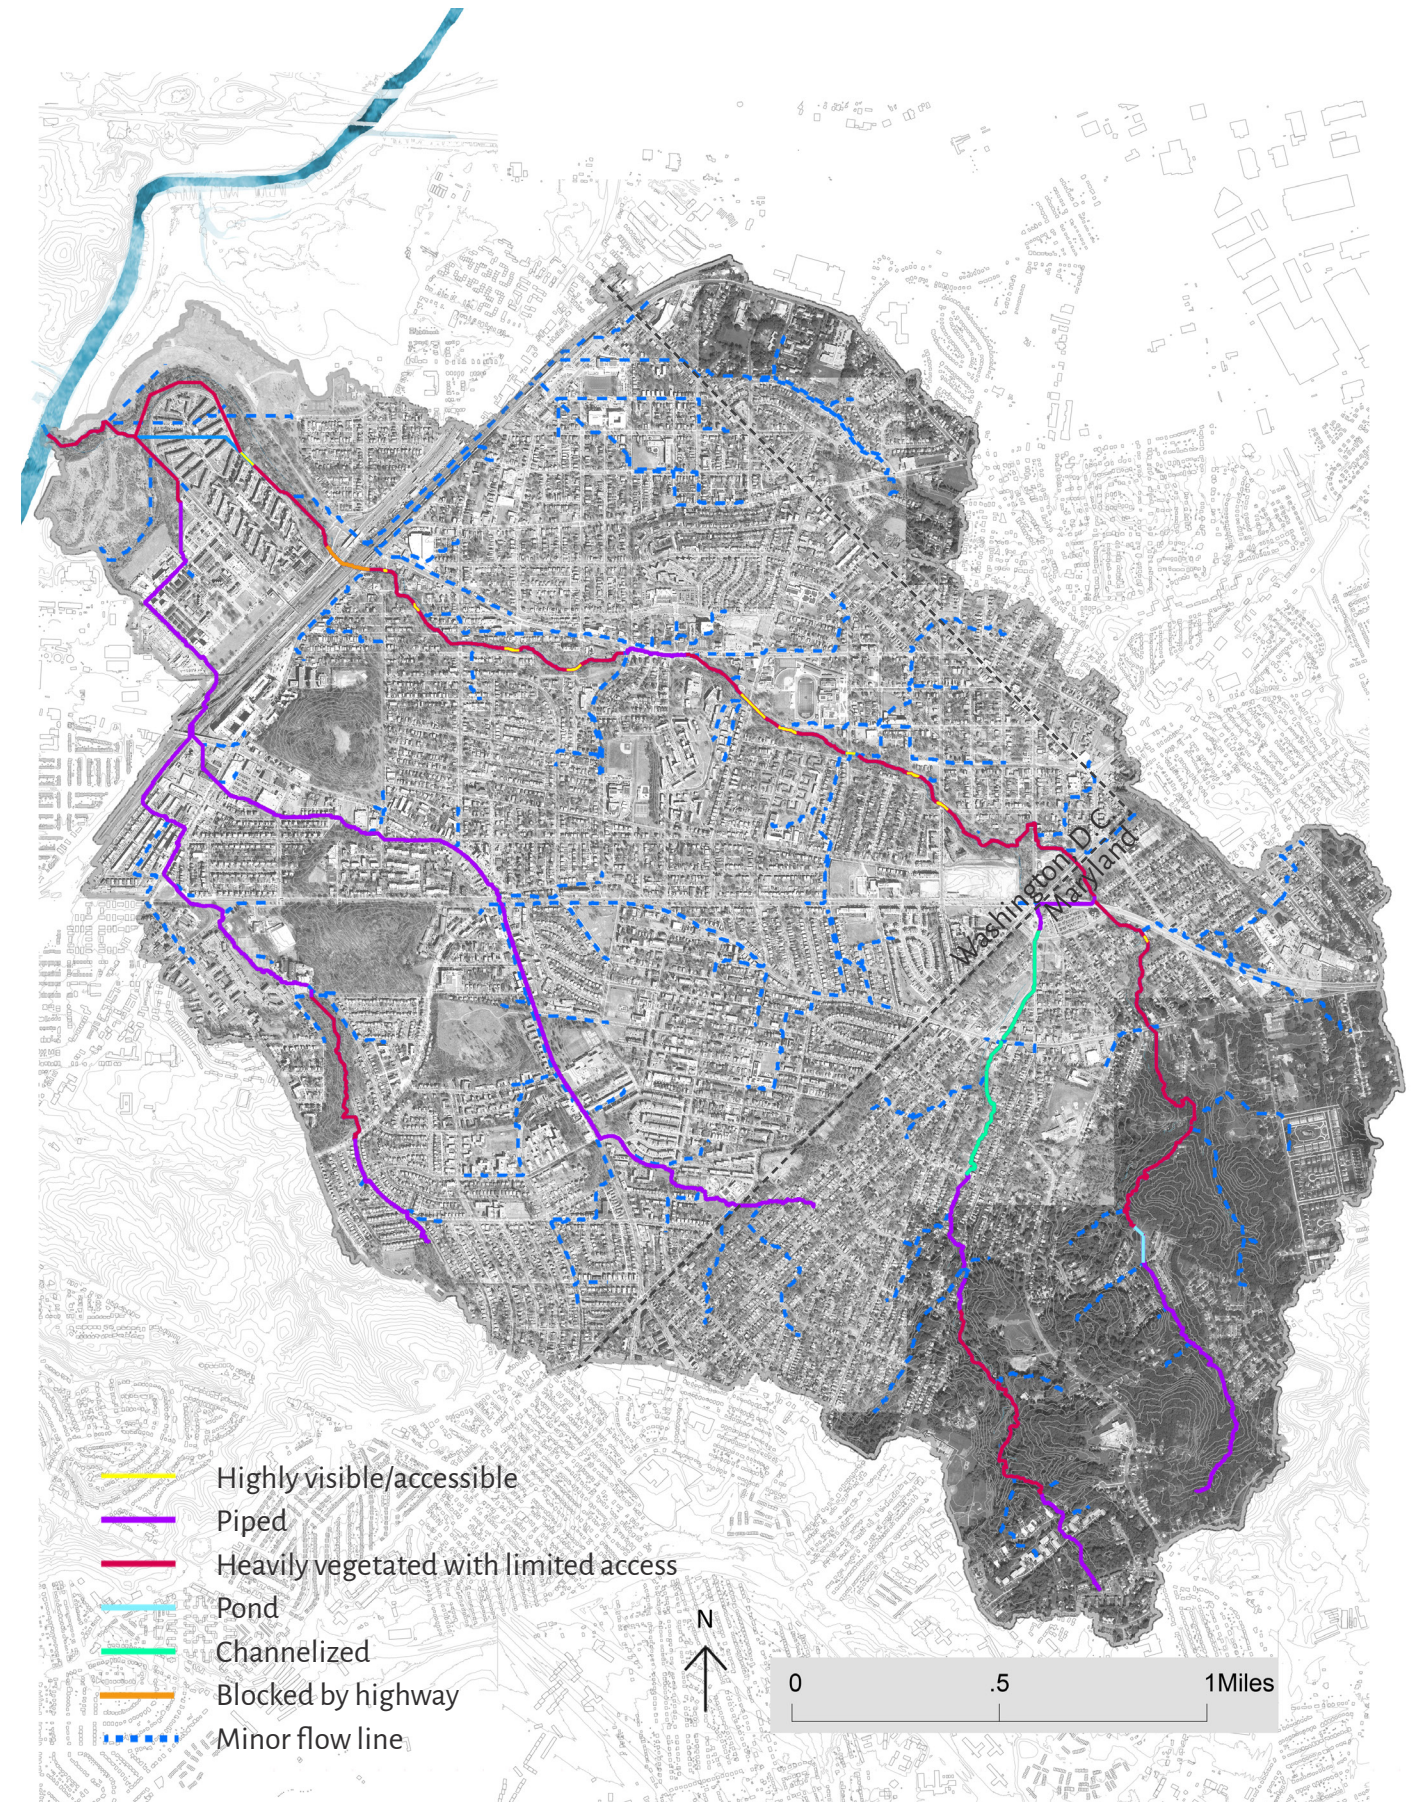 Washington, D.C.
Maryland
Highly visible/accessible
Piped
Heavily vegetated with limited access
Pond
Channelized
Blocked by highway
Minor flow line
N
0 .5 1Miles